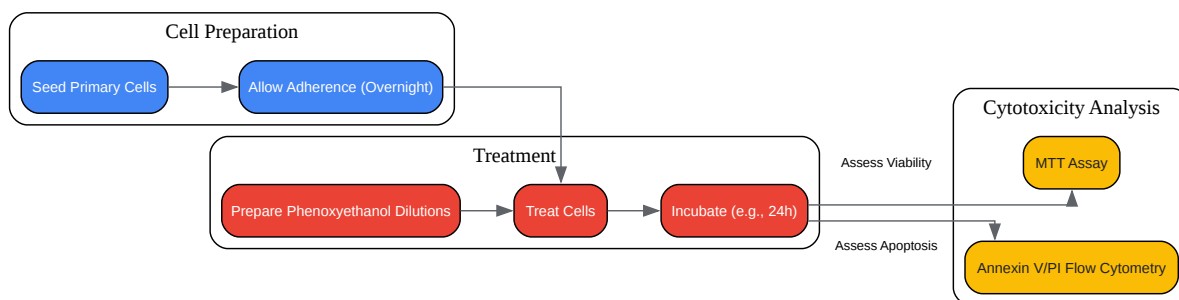 Cell Preparation
Seed Primary Cells
Allow Adherence (Overnight)
Treatment
Prepare Phenoxyethanol Dilutions
Treat Cells
Incubate (e.g., 24h)
Assess Viability
Assess Apoptosis
Cytotoxicity Analysis
MTT Assay
Annexin V/PI Flow Cytometry